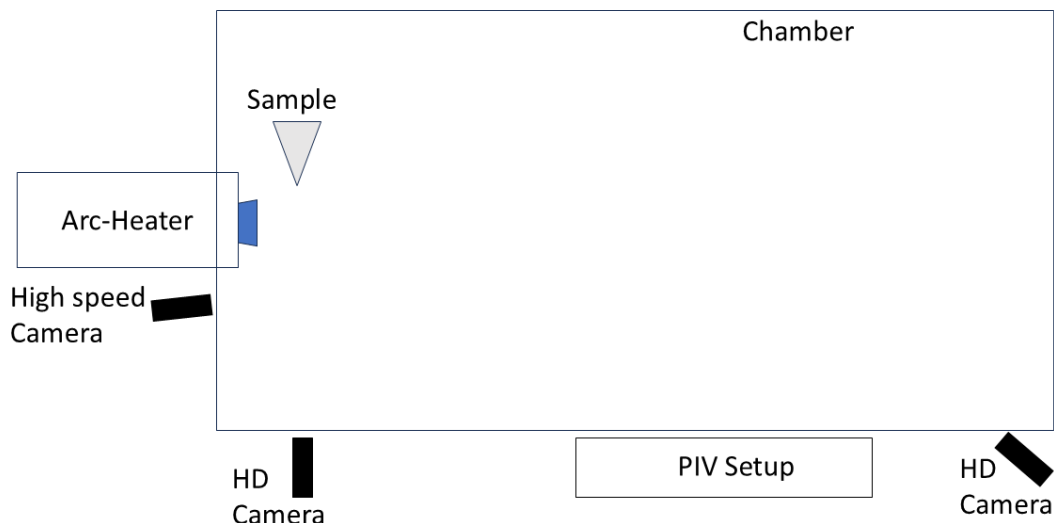 Chamber
Sample
Arc-Heater
High speed
Camera
HD
Camera
PIV Setup
HD
Camera